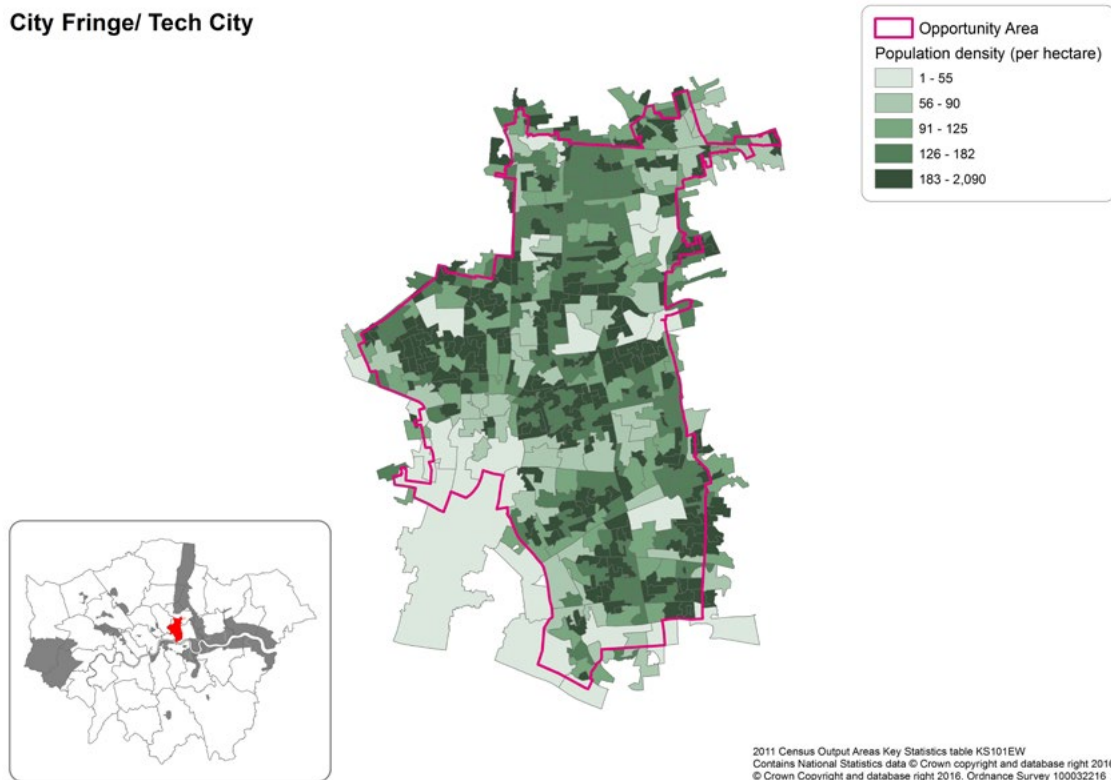 City Fringe/ Tech City
Opportunity Area
Population density (per hectare)
1 - 55
56 - 90
91 - 125
126 - 182
183 - 2,090
2011 Census Output Areas Key Statistics table KS101EW
Contains National Statistics data © Crown copyright and database right 2016
© Crown Copyright and database right 2016. Ordnance Survey 100032216